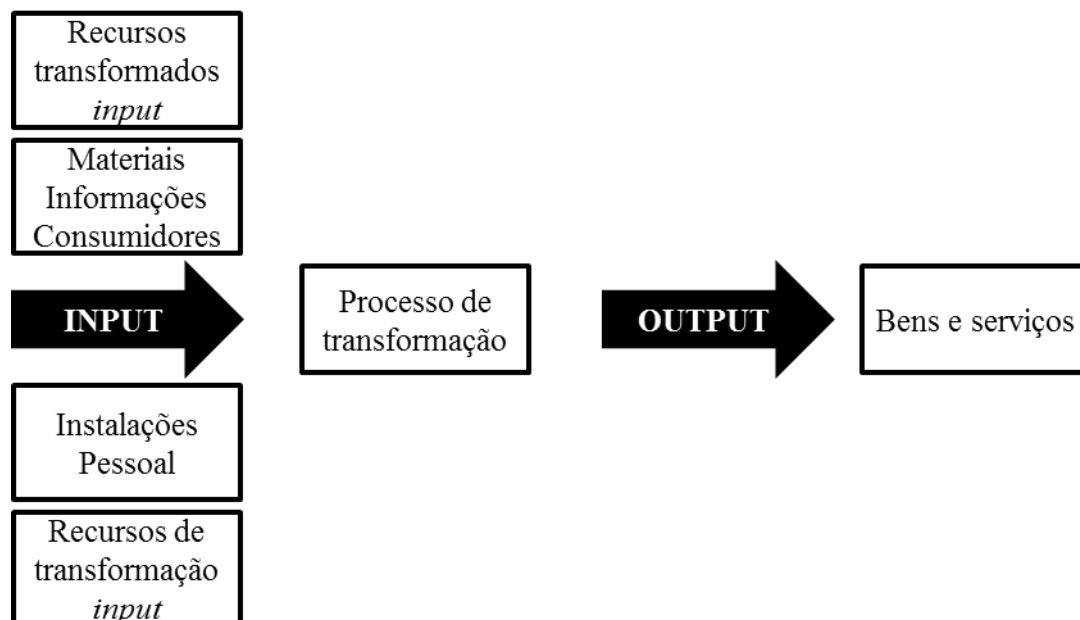 Recursos
transformados
input
Materiais
Informações
Consumidores
INPUT
Processo de
transformação
OUTPUT
Bens e serviços
Instalações
Pessoal
Recursos de
transformação
input